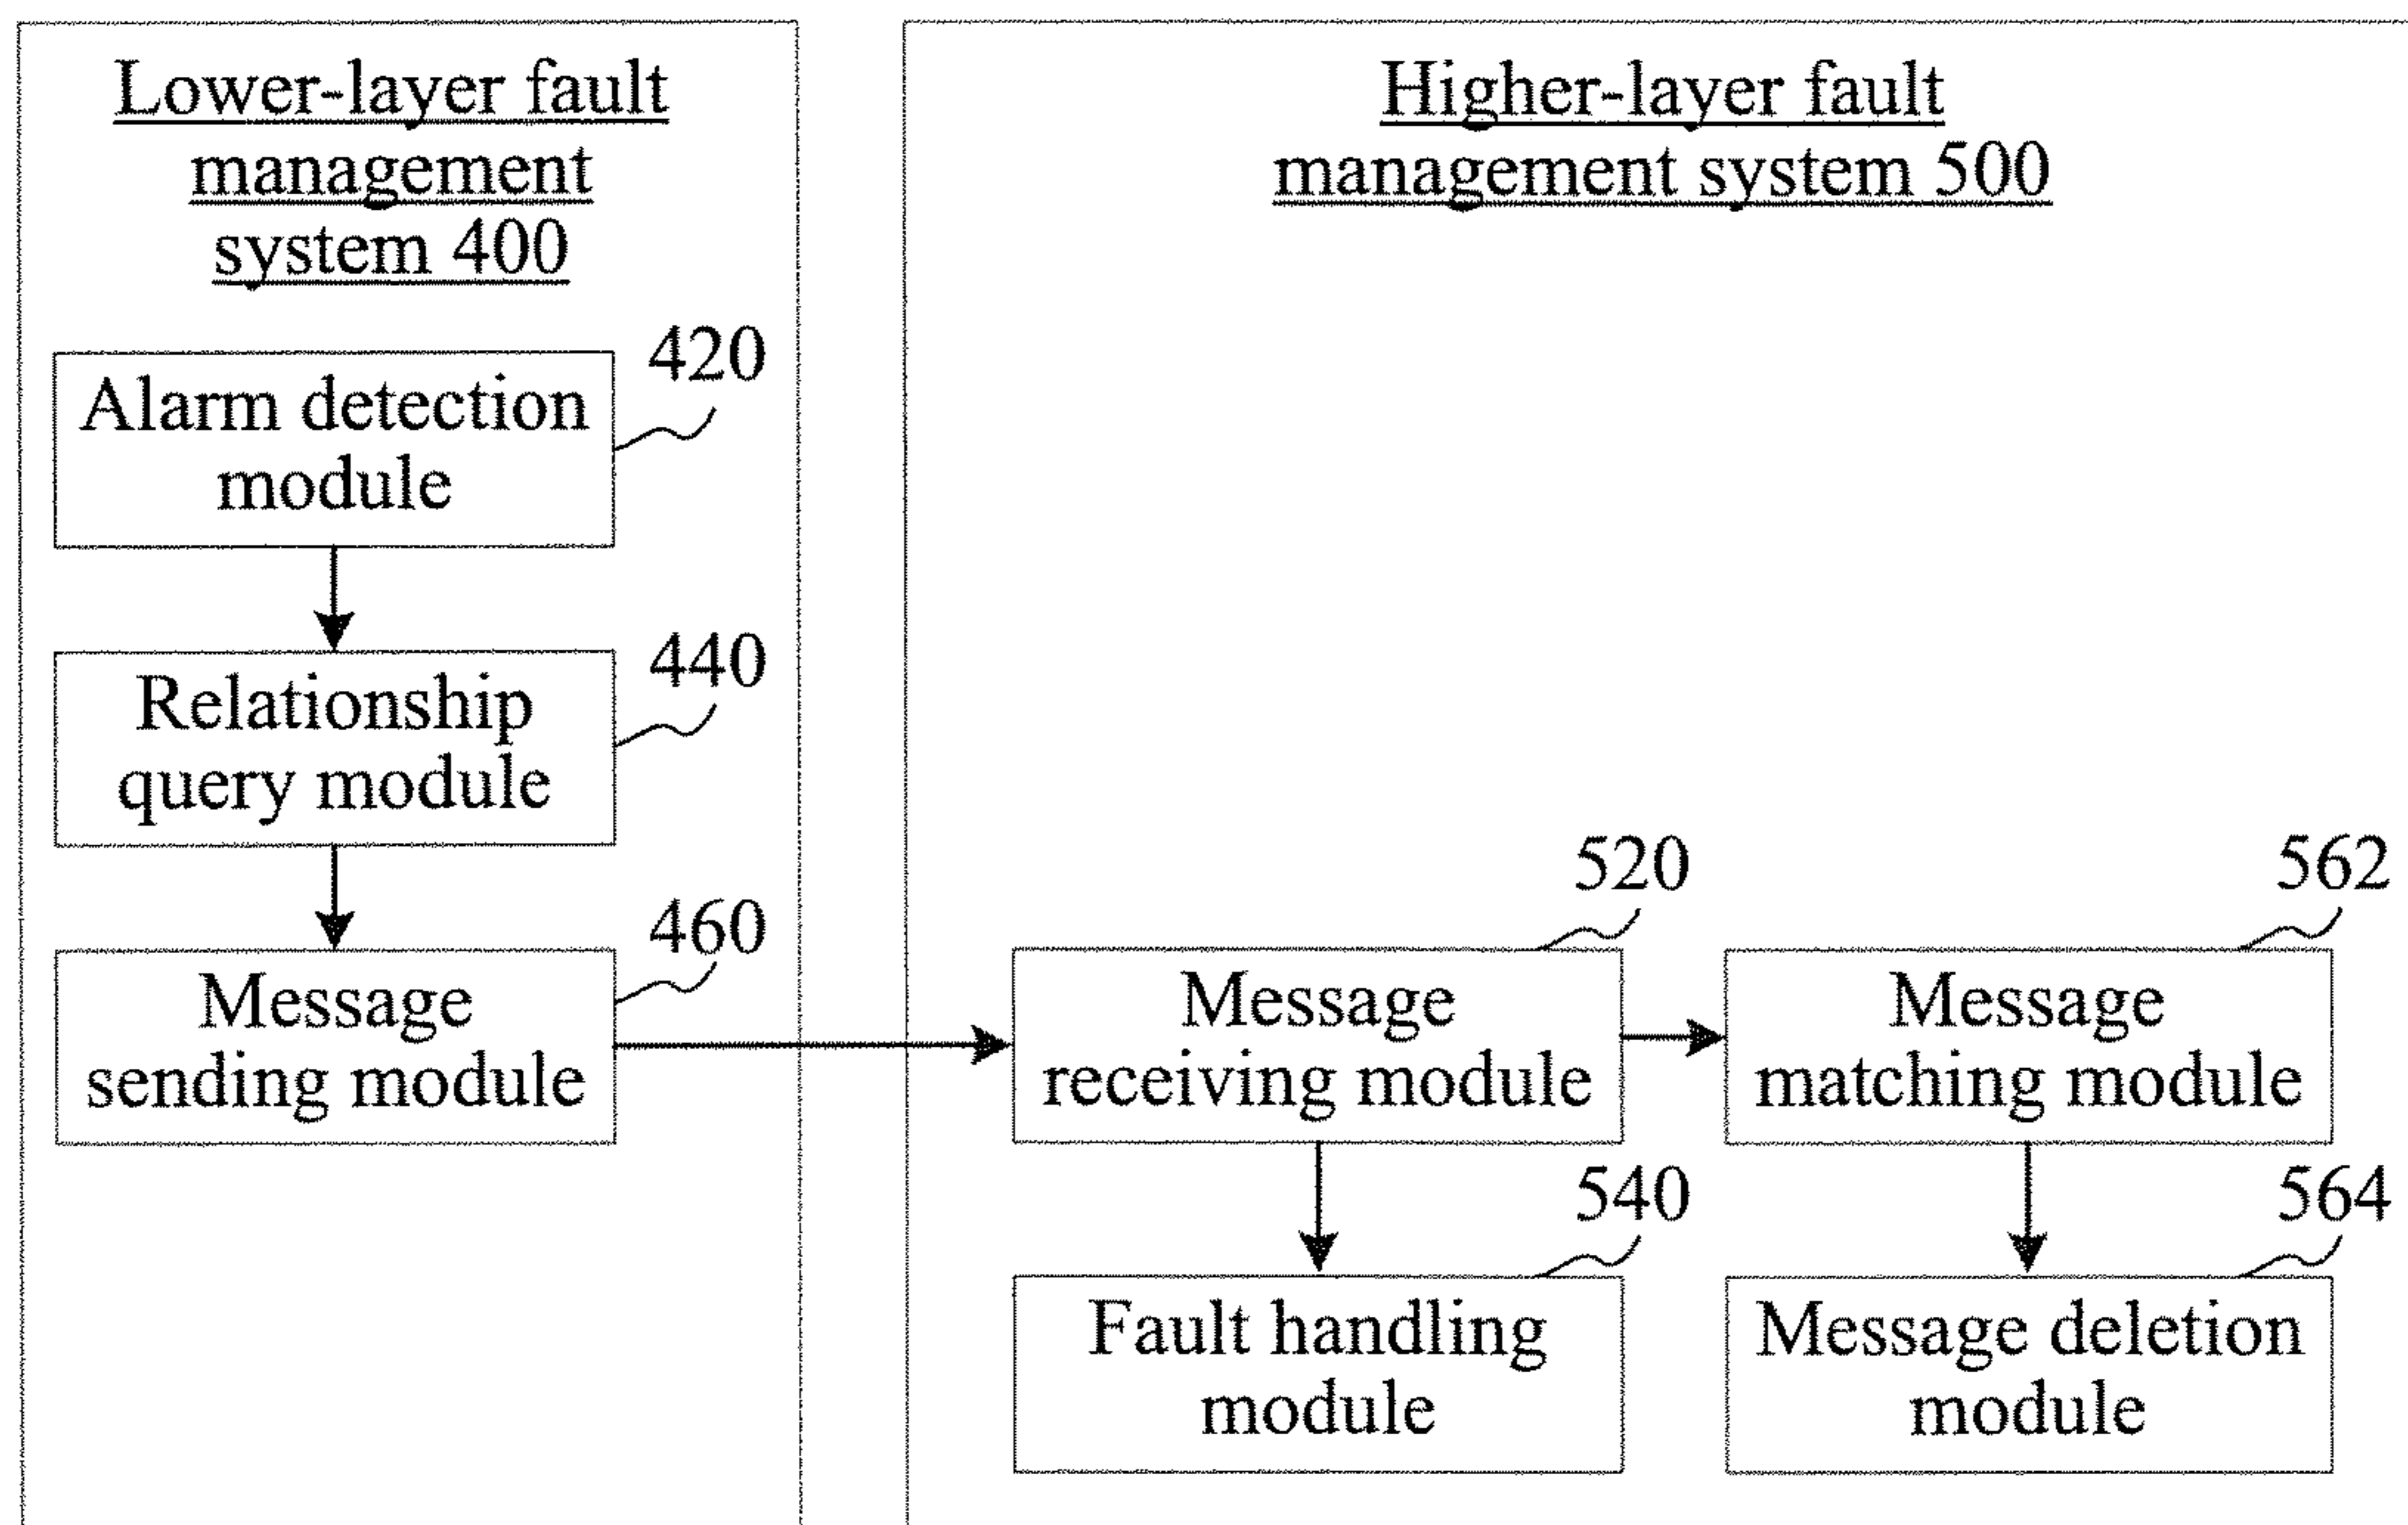 Lower-layer fault
management
system 400
420
Alarm detection
module
440
Relationship
query module
460
Message
sending module
Higher-layer fault
management system 500
520
Message
receiving module
562
Message
matching module
540
Fault handling
module
564
Message deletion
module